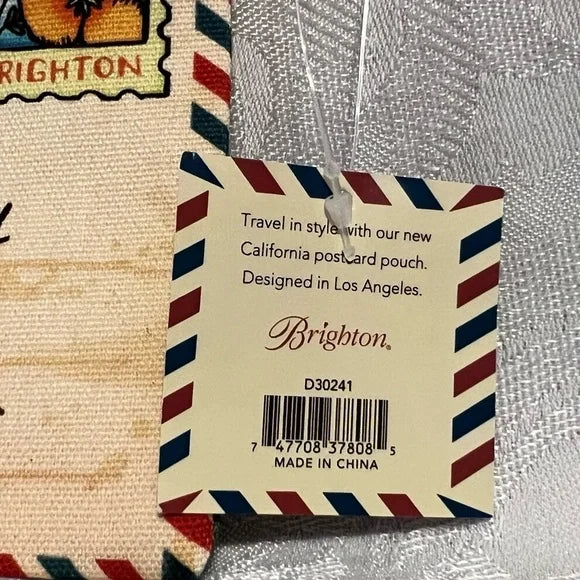 BRIGHTON
Travel in style with our new
California postcard pouch.
Designed in Los Angeles.
Brighton®
D30241
7 47708 37808 5
MADE IN CHINA